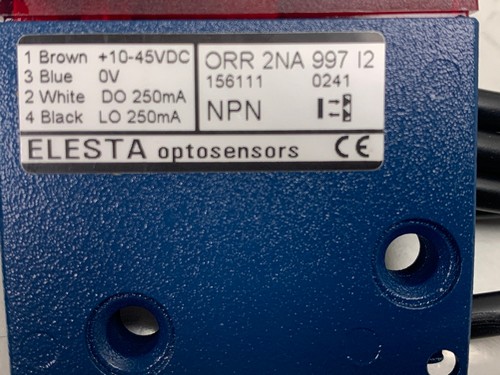 1 Brown +10-45VDC
3 Blue 0V
2 White DO 250mA
4 Black LO 250mA
ORR 2NA 997 I2
156111 0241
NPN
ELESTA optosensors CE